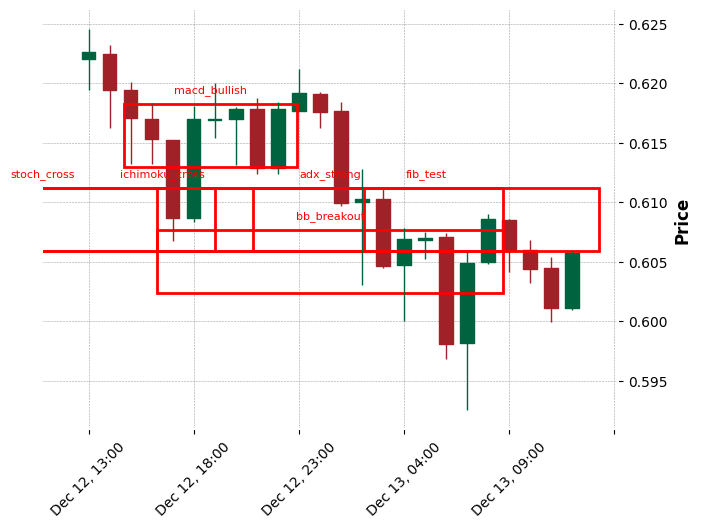 0.625
macd_bullish
0.620
0.615
stoch_cross
adx_strong
fib_test
0.610
bb_breakout
Price
0.605
0.600
0.595
Dec 12, 13:00
Dec 12, 18:00
Dec 12, 23:00
Dec 13, 04:00
Dec 13, 09:00